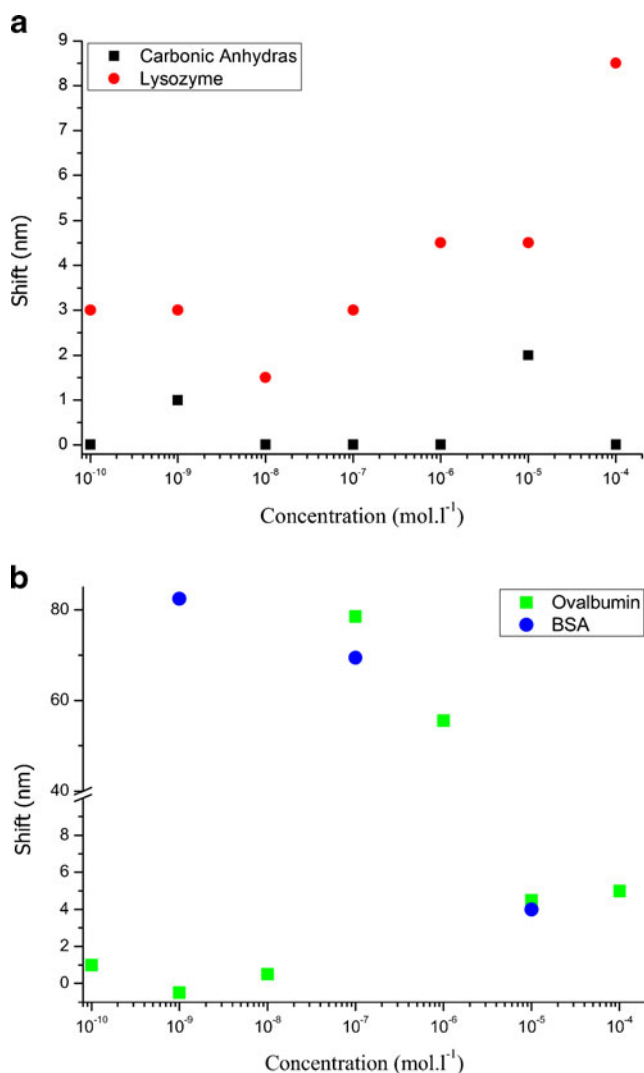 a
Carbonic Anhydras
Lysozyme
9
8
7
6
5
4
3
2
1
0
Shift (nm)
10⁻¹⁰ 10⁻⁹ 10⁻⁸ 10⁻⁷ 10⁻⁶ 10⁻⁵ 10⁻⁴
Concentration (mol.l⁻¹)
b
Ovalbumin
BSA
80
60
40
8
6
4
2
0
Shift (nm)
10⁻¹⁰ 10⁻⁹ 10⁻⁸ 10⁻⁷ 10⁻⁶ 10⁻⁵ 10⁻⁴
Concentration (mol.l⁻¹)